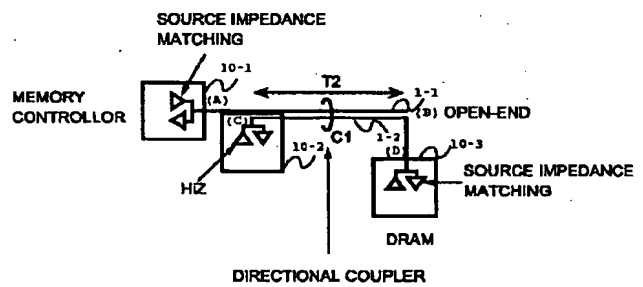 SOURCE IMPEDANCE
MATCHING
10-1
MEMORY
CONTROLLOR
(A)
T2
1-1
(B) OPEN-END
(C)
C1
1-2
10-2
(D)
10-3
HiZ
SOURCE IMPEDANCE
MATCHING
DRAM
DIRECTIONAL COUPLER